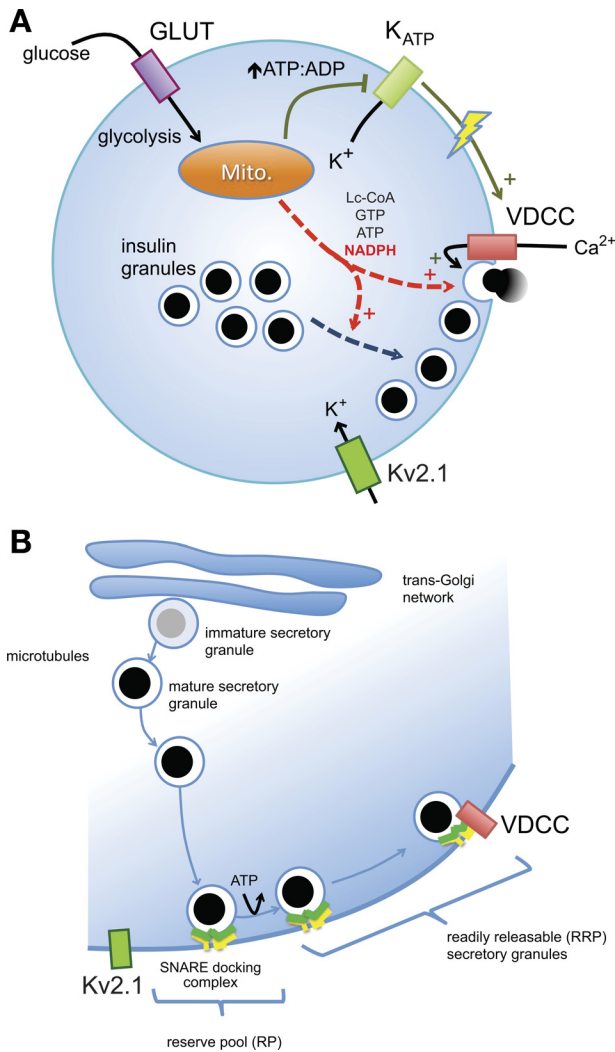 A
GLUT
glucose
K_ATP
↑ATP:ADP
glycolysis
K⁺
Mito.
+
Lc-CoA
GTP
ATP
NADPH
VDCC
Ca²⁺
+
+
insulin
granules
+
K⁺
Kv2.1
B
trans-Golgi
network
immature secretory
granule
microtubules
mature secretory
granule
VDCC
ATP
Kv2.1
SNARE docking
complex
readily releasable (RRP)
secretory granules
reserve pool (RP)